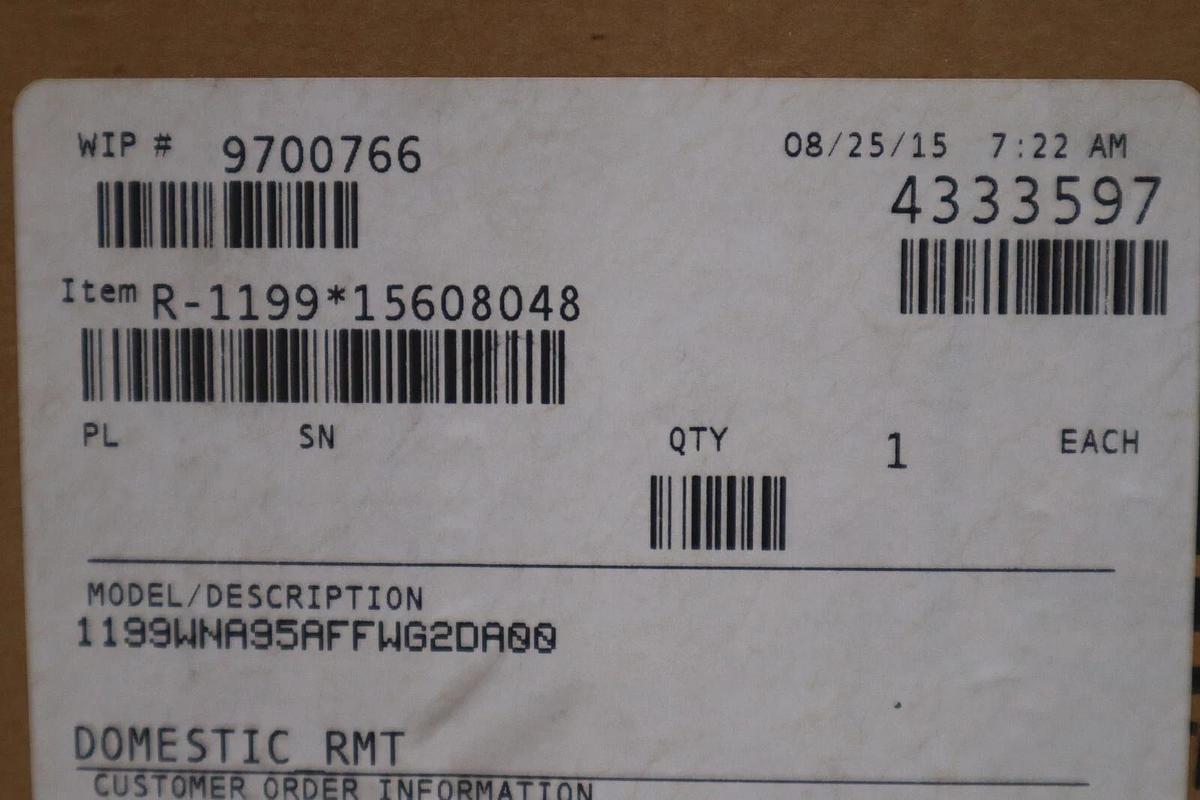 WIP # 9700766
08/25/15 7:22 AM
4333597
Item R-1199*15608048
PL SN QTY 1 EACH
MODEL/DESCRIPTION
1199WNA95AFFWG2DA00
DOMESTIC RMT
CUSTOMER ORDER INFORMATION